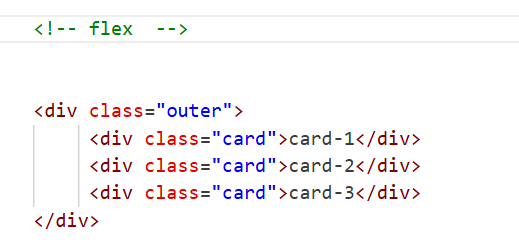 <!-- flex  -->
<div class="outer">
<div class="card">card-1</div>
<div class="card">card-2</div>
<div class="card">card-3</div>
</div>